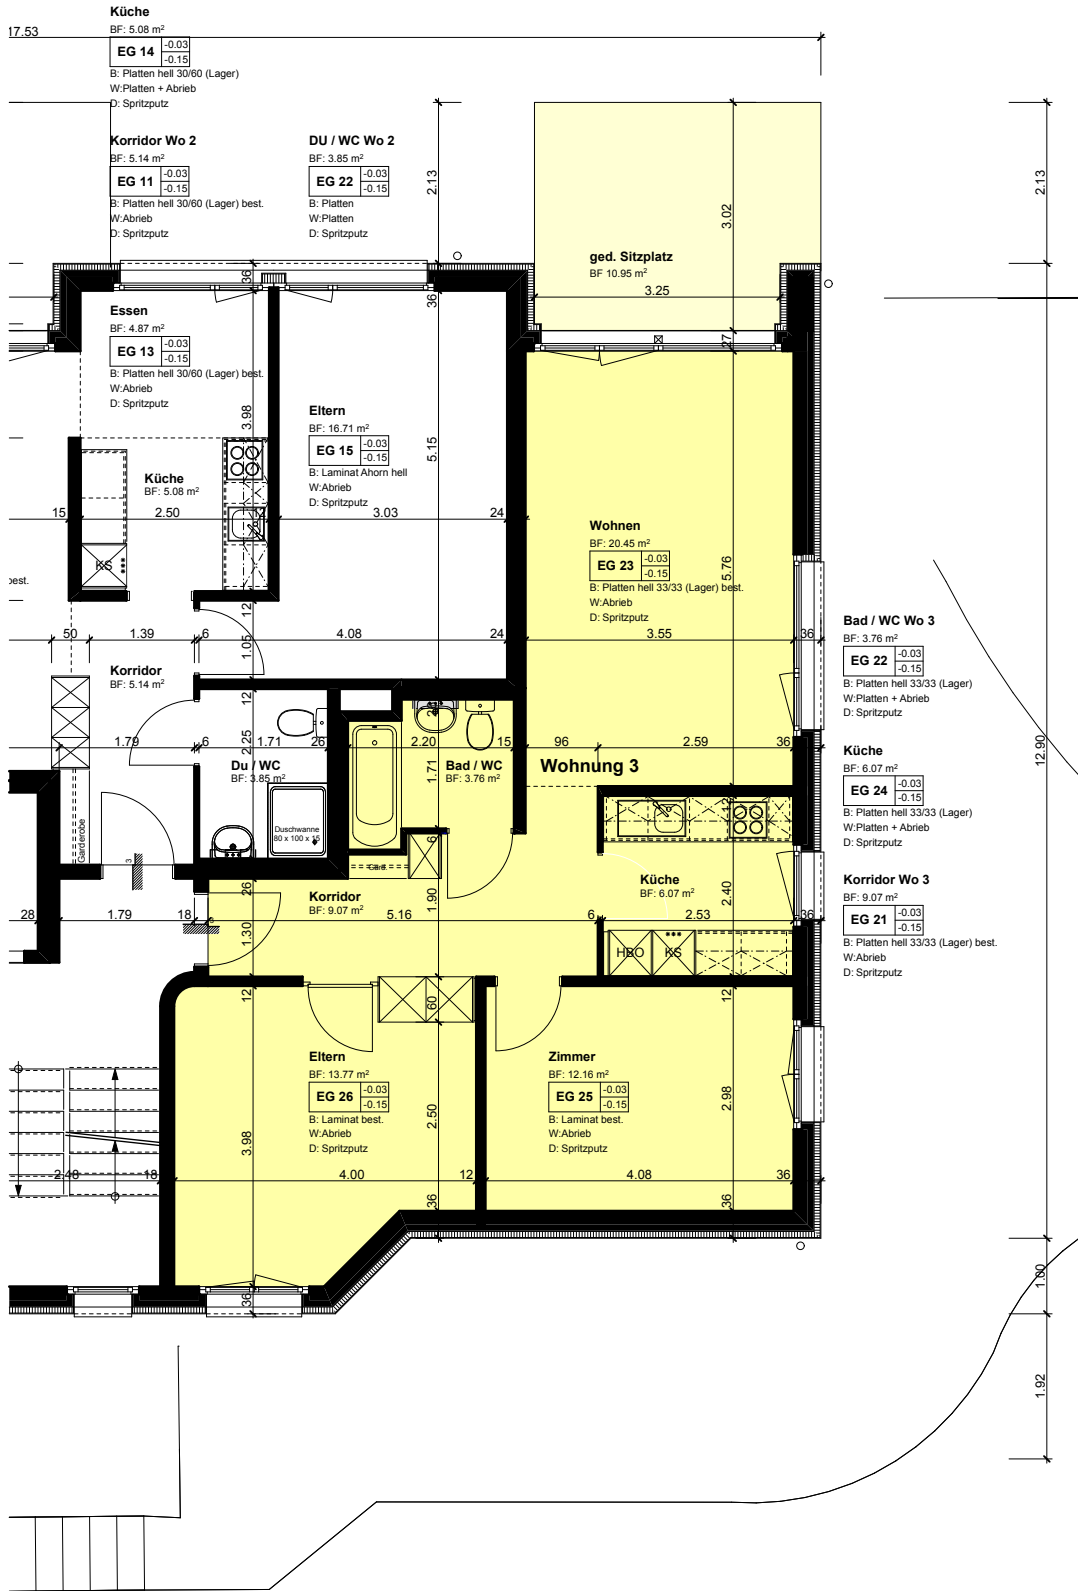 Küche
BF: 5.08 m²
EG 14 -0.03
-0.15
B: Platten hell 30/60 (Lager)
W:Platten + Abrieb
D: Spritzputz
17.53
Korridor Wo 2
BF: 5.14 m²
EG 11 -0.03
-0.15
B: Platten hell 30/60 (Lager) best.
W:Abrieb
D: Spritzputz
DU / WC Wo 2
BF: 3.85 m²
EG 22 -0.03
-0.15
B: Platten
W:Platten
D: Spritzputz
2.13
3.02
2.13
ged. Sitzplatz
BF 10.95 m²
3.25
36
36
27
Essen
BF: 4.87 m²
EG 13 -0.03
-0.15
B: Platten hell 30/60 (Lager) best.
W:Abrieb
D: Spritzputz
3.98
Eltern
BF: 16.71 m²
EG 15 -0.03
-0.15
B: Laminat Ahorn hell
W:Abrieb
D: Spritzputz
5.15
Küche
BF: 5.08 m²
15 2.50 12 3.03 24
KS
best.
Wohnen
BF: 20.45 m²
EG 23 -0.03
-0.15
B: Platten hell 33/33 (Lager) best.
W:Abrieb
D: Spritzputz
5.76
12
1.05
50 1.39 6 4.08 24 3.55 36
Korridor
BF: 5.14 m²
Bad / WC Wo 3
BF: 3.76 m²
EG 22 -0.03
-0.15
B: Platten hell 33/33 (Lager)
W:Platten + Abrieb
D: Spritzputz
12
2.25
1.79 6 1.71 26 2.20 15 96 2.59 36
Du / WC
BF: 3.85 m²
1.71
Bad / WC
BF: 3.76 m²
Wohnung 3
12.90
Küche
BF: 6.07 m²
EG 24 -0.03
-0.15
B: Platten hell 33/33 (Lager)
W:Platten + Abrieb
D: Spritzputz
Garderobe
Duschwanne
80 x 100 x 15
12
6
Gard.
3
Küche
BF: 6.07 m²
2.40
Korridor Wo 3
BF: 9.07 m²
EG 21 -0.03
-0.15
B: Platten hell 33/33 (Lager) best.
W:Abrieb
D: Spritzputz
26
1.90
Korridor
BF: 9.07 m²
28 1.79 18 5.16 6 2.53 36
1.30
HBO KS
12
60
12
Eltern
BF: 13.77 m²
EG 26 -0.03
-0.15
B: Laminat best.
W:Abrieb
D: Spritzputz
3.98
2.50
Zimmer
BF: 12.16 m²
EG 25 -0.03
-0.15
B: Laminat best.
W:Abrieb
D: Spritzputz
2.98
2.48 18 4.00 12 4.08 36
36
36
36
1.00
1.92